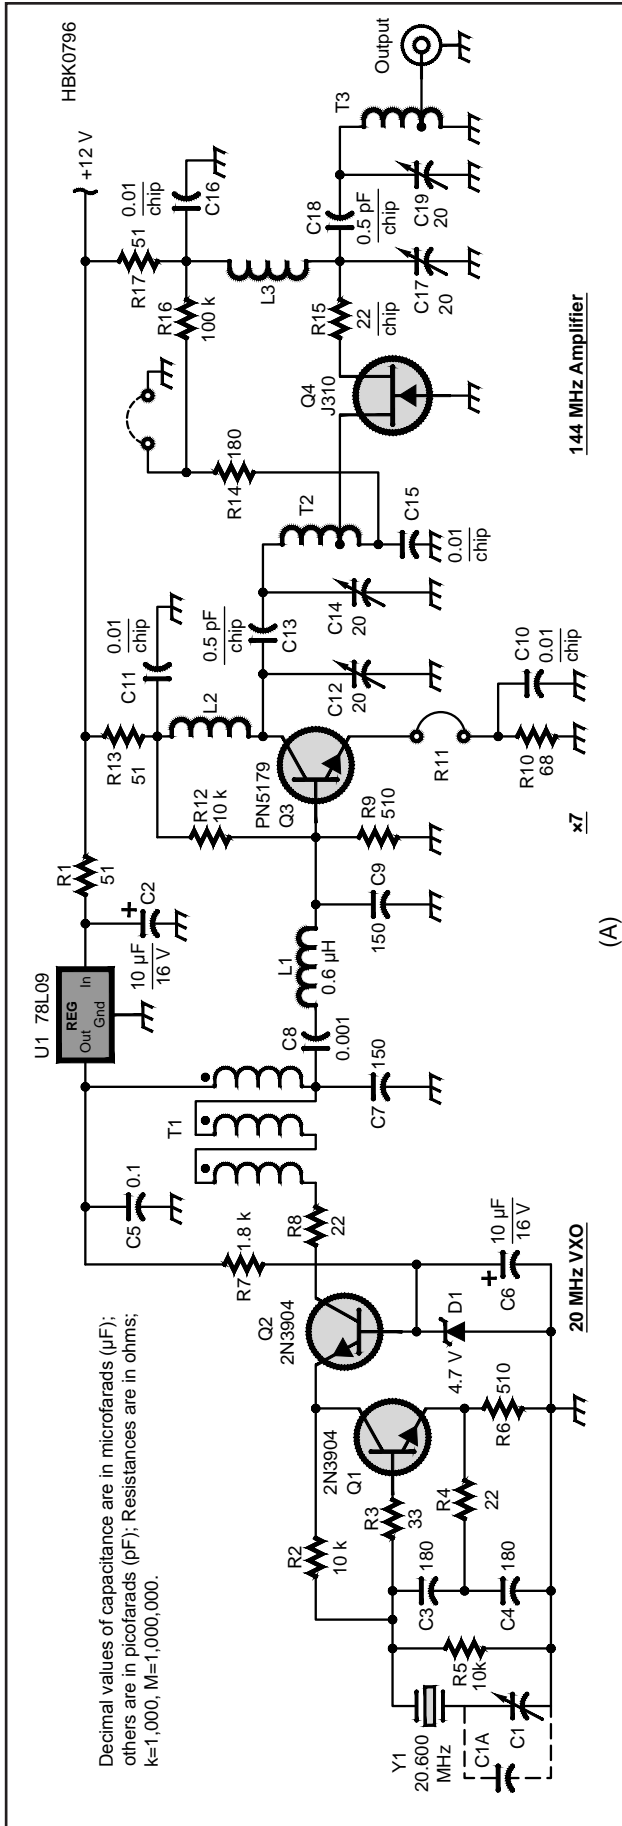 HBK0796
Decimal values of capacitance are in microfarads (µF);
others are in picofarads (pF); Resistances are in ohms;
k=1,000, M=1,000,000.
Y1
20.600
MHz
C1A
C1
R5
10k
R2
10 k
C3
180
C4
180
R3
33
R4
22
2N3904
Q1
R6
510
Q2
2N3904
4.7 V
D1
+
C6
10 µF
16 V
20 MHz VXO
R7
1.8 k
R8
22
C5
0.1
T1
C7
150
C8
0.001
L1
0.6 µH
C9
150
U1 78L09
REG
Out
In
Gnd
+
C2
10 µF
16 V
R1
51
R13
51
C11
0.01
chip
L2
R12
10 k
R9
510
PN5179
Q3
R11
R10
68
C10
0.01
chip
x7
C12
20
C13
0.5 pF
chip
C14
20
T2
C15
0.01
chip
R14
180
R16
100 k
R17
51
C16
0.01
chip
+12 V
L3
Q4
J310
R15
22
chip
C17
20
C18
0.5 pF
chip
C19
20
T3
Output
144 MHz Amplifier
(A)